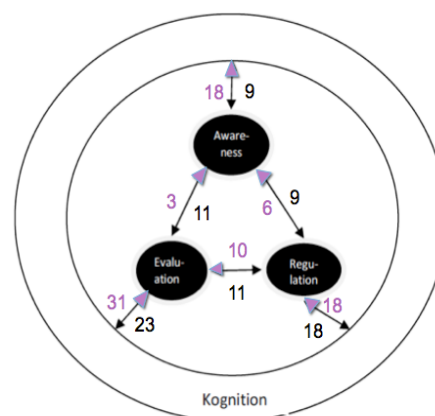 18 9
Aware-
ness
3 11
6 9
Evalu-
ation
10
11
Regu-
lation
31 23
18
18
Kognition